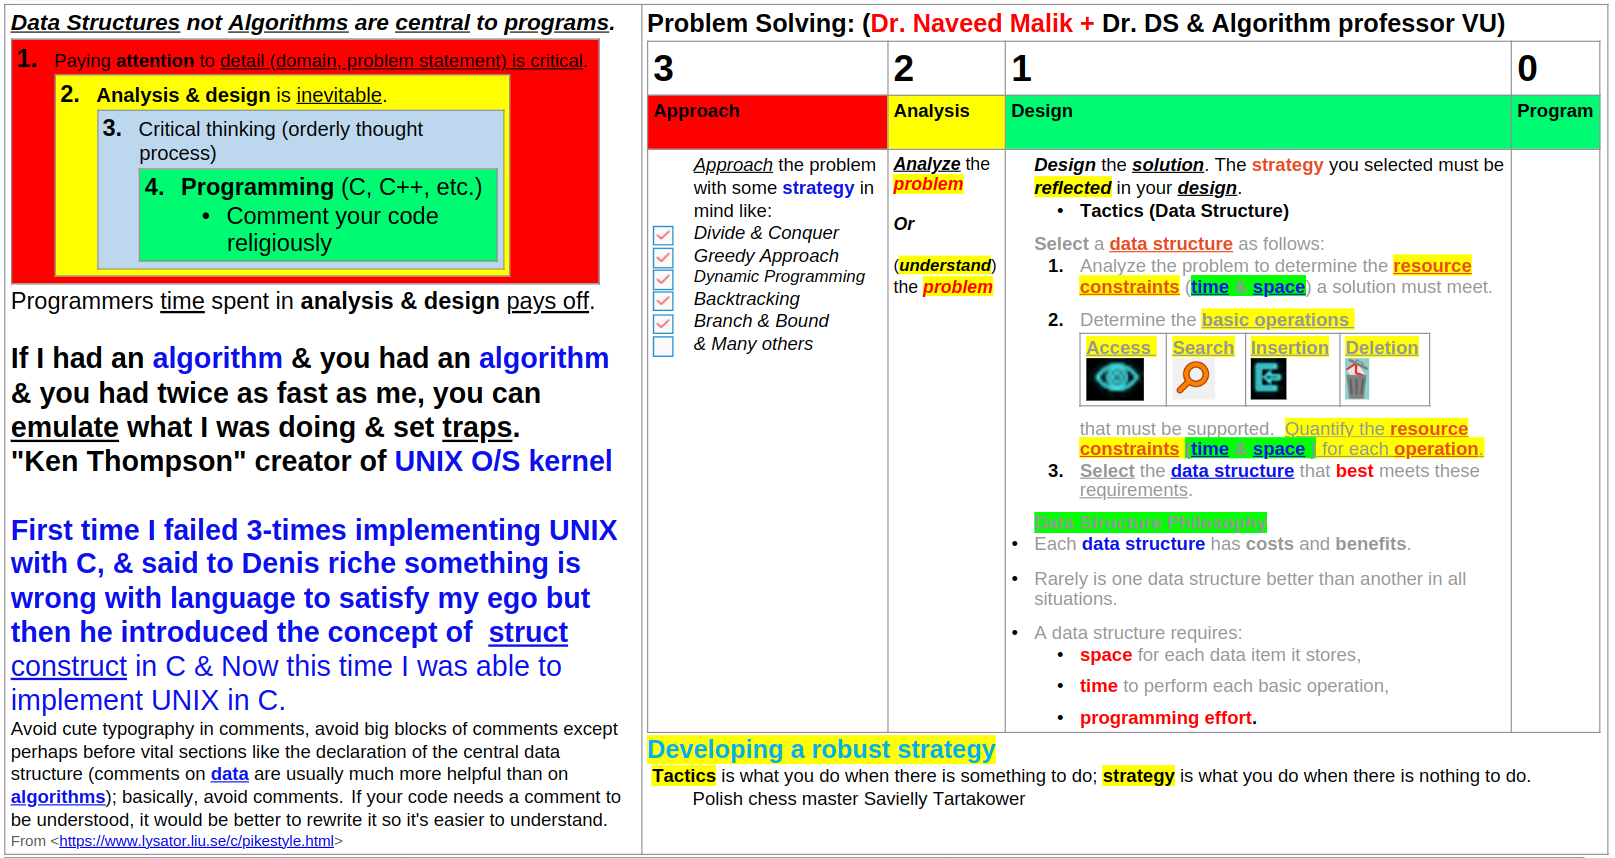 Data Structures not Algorithms are central to programs.
1. Paying attention to detail (domain, problem statement) is critical.
2. Analysis & design is inevitable.
3. Critical thinking (orderly thought
process)
4. Programming (C, C++, etc.)
• Comment your code
religiously
Programmers time spent in analysis & design pays off.
If I had an algorithm & you had an algorithm
& you had twice as fast as me, you can
emulate what I was doing & set traps.
"Ken Thompson" creator of UNIX O/S kernel
First time I failed 3-times implementing UNIX
with C, & said to Denis riche something is
wrong with language to satisfy my ego but
then he introduced the concept of struct
construct in C & Now this time I was able to
implement UNIX in C.
Avoid cute typography in comments, avoid big blocks of comments except
perhaps before vital sections like the declaration of the central data
structure (comments on data are usually much more helpful than on
algorithms); basically, avoid comments. If your code needs a comment to
be understood, it would be better to rewrite it so it's easier to understand.
From <https://www.lysator.liu.se/c/pikestyle.html>
Problem Solving: (Dr. Naveed Malik + Dr. DS & Algorithm professor VU)
3 2 1 0
Approach Analysis Design Program
Approach the problem
with some strategy in
mind like:
Divide & Conquer
Greedy Approach
Dynamic Programming
Backtracking
Branch & Bound
& Many others
Analyze the
problem
Or
(understand)
the problem
Design the solution. The strategy you selected must be
reflected in your design.
• Tactics (Data Structure)
Select a data structure as follows:
1. Analyze the problem to determine the resource
constraints (time & space) a solution must meet.
2. Determine the basic operations
Access Search Insertion Deletion
that must be supported. Quantify the resource
constraints (time & space ) for each operation.
3. Select the data structure that best meets these
requirements.
Data Structure Philosophy
• Each data structure has costs and benefits.
• Rarely is one data structure better than another in all
situations.
• A data structure requires:
• space for each data item it stores,
• time to perform each basic operation,
• programming effort.
Developing a robust strategy
Tactics is what you do when there is something to do; strategy is what you do when there is nothing to do.
Polish chess master Savielly Tartakower